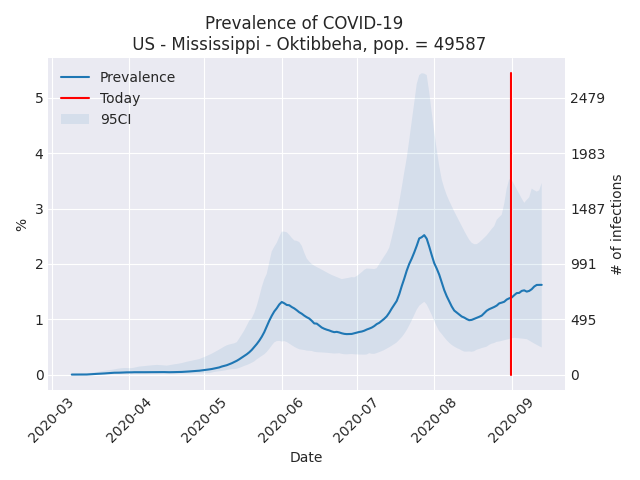 Prevalence of COVID-19
US - Mississippi - Oktibbeha, pop. = 49587
Prevalence
Today
95CI
5
4
3
2
1
0
%
2479
1983
1487
991
495
0
# of infections
2020-03
2020-04
2020-05
2020-06
2020-07
2020-08
2020-09
Date